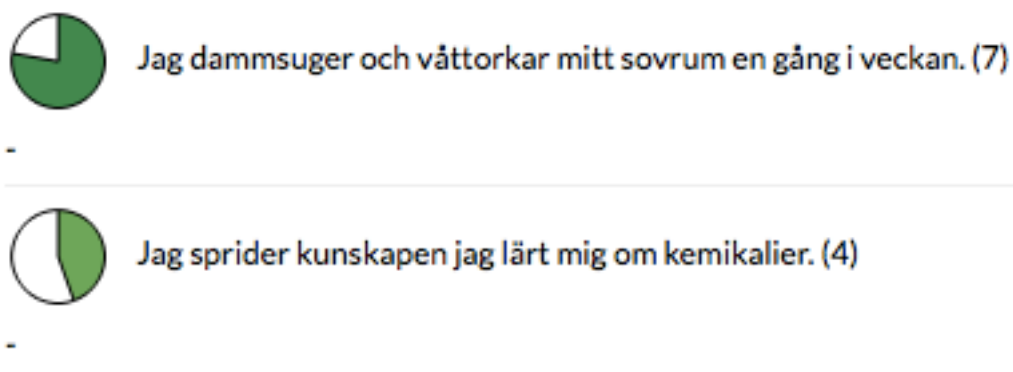 Jag dammsuger och våttorkar mitt sovrum en gång i veckan. (7)
-
Jag sprider kunskapen jag lärt mig om kemikalier. (4)
-